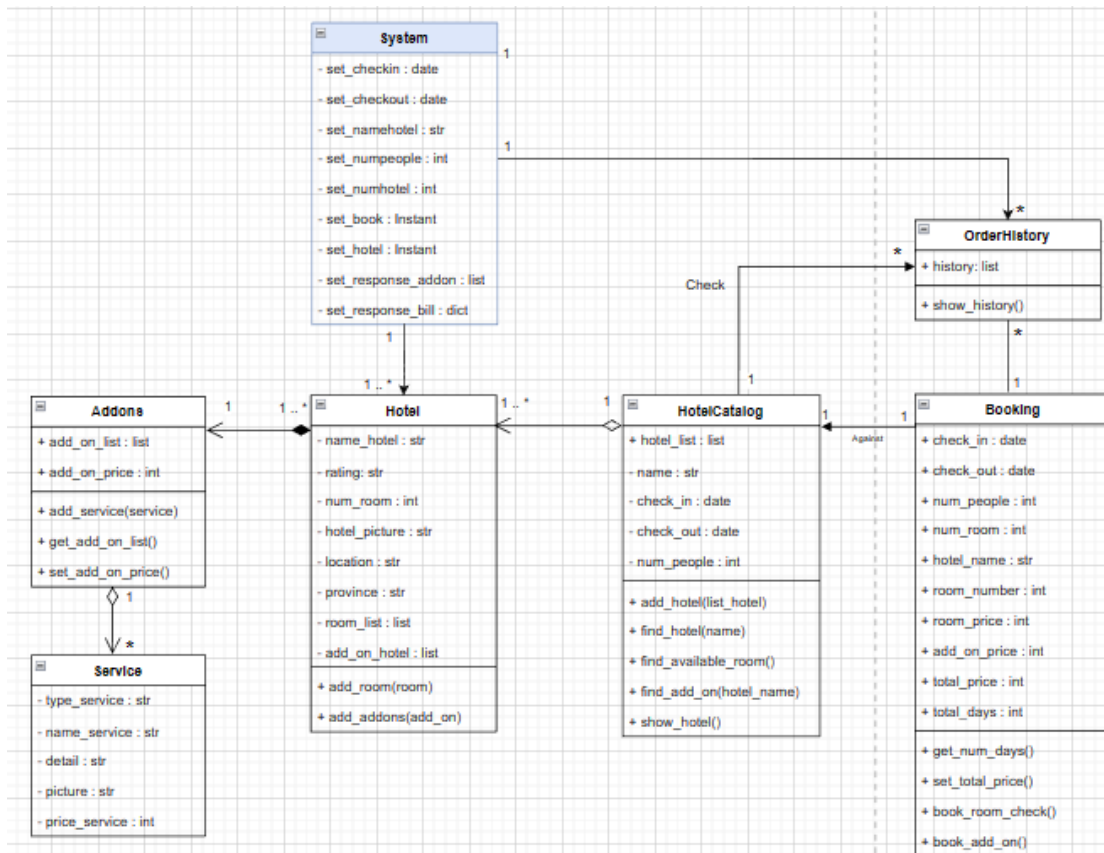 System
- set_checkin : date
- set_checkout : date
- set_namehotel : str
- set_numpeople : int
- set_numhotel : int
- set_book : Instant
- set_hotel : Instant
- set_response_addon : list
- set_response_bill : dict
1
1
*
OrderHistory
+ history: list
+ show_history()
*
Check
*
1
1
1
1 .. *
Addons
+ add_on_list : list
+ add_on_price : int
+ add_service(service)
+ get_add_on_list()
+ set_add_on_price()
1
1 .. *
Hotel
- name_hotel : str
- rating: str
- num_room : int
- hotel_picture : str
- location : str
- province : str
- room_list : list
- add_on_hotel : list
+ add_room(room)
+ add_addons(add_on)
1 .. *
1
HotelCatalog
+ hotel_list : list
- name : str
- check_in : date
- check_out : date
- num_people : int
+ add_hotel(list_hotel)
+ find_hotel(name)
+ find_available_room()
+ find_add_on(hotel_name)
+ show_hotel()
1
1
Against
Booking
+ check_in : date
+ check_out : date
+ num_people : int
+ num_room : int
+ hotel_name : str
+ room_number : int
+ room_price : int
+ add_on_price : int
+ total_price : int
+ total_days : int
+ get_num_days()
+ set_total_price()
+ book_room_check()
+ book_add_on()
1
*
Service
- type_service : str
- name_service : str
- detail : str
- picture : str
- price_service : int